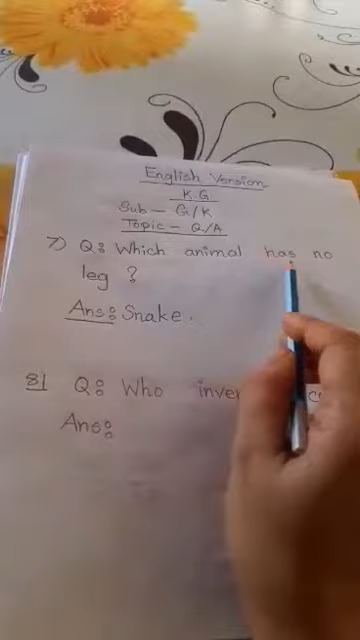 English Version
K.G
Sub - G/K
Topic - Q/A
7) Q: Which animal has no
leg ?
Ans: Snake.
8) Q: Who
Ans: